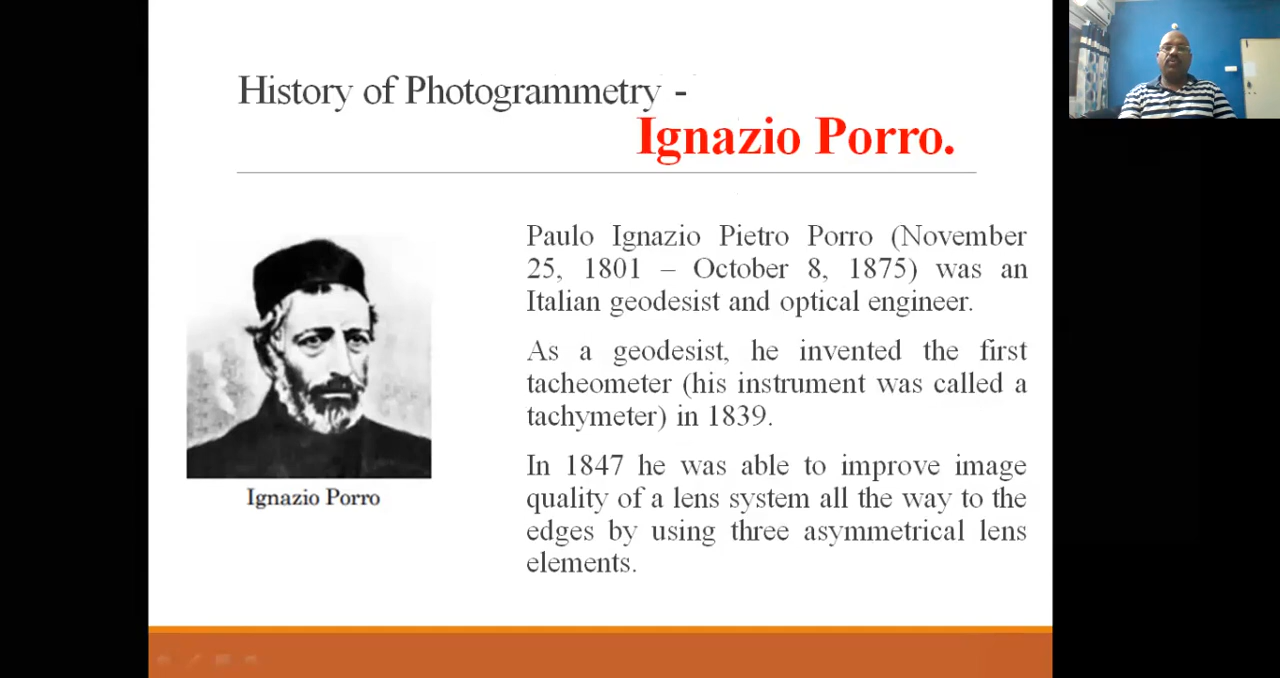 History of Photogrammetry -
Ignazio Porro.
Paulo Ignazio Pietro Porro (November
25, 1801 – October 8, 1875) was an
Italian geodesist and optical engineer.
As a geodesist, he invented the first
tacheometer (his instrument was called a
tachymeter) in 1839.
In 1847 he was able to improve image
quality of a lens system all the way to the
edges by using three asymmetrical lens
elements.
Ignazio Porro